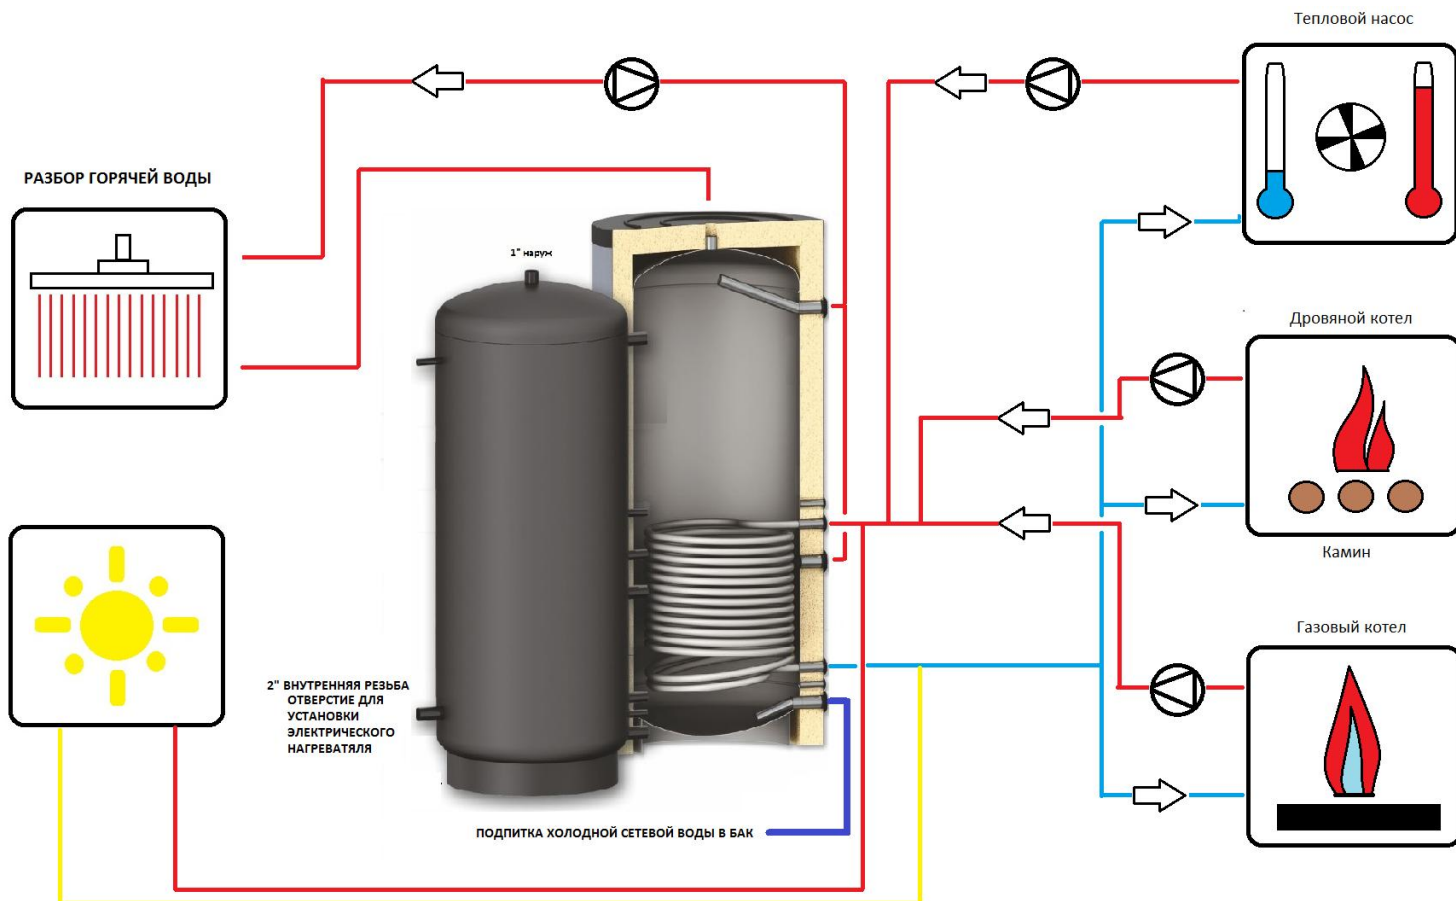 Тепловой насос
РАЗБОР ГОРЯЧЕЙ ВОДЫ
1" наруж
Дровяной котел
Камин
Газовый котел
2" ВНУТРЕННЯЯ РЕЗЬБА
ОТВЕРСТИЕ ДЛЯ
УСТАНОВКИ
ЭЛЕКТРИЧЕСКОГО
НАГРЕВАТЯЛЯ
ПОДПИТКА ХОЛОДНОЙ СЕТЕВОЙ ВОДЫ В БАК